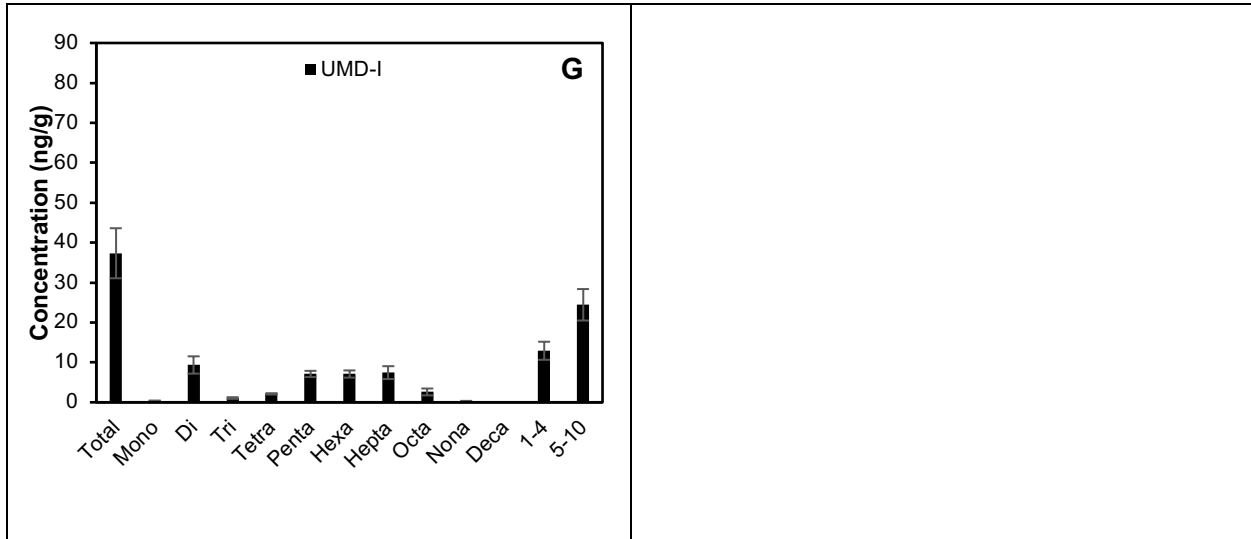 90
UMD-I
G
80
70
60
50
40
30
20
10
0
Concentration (ng/g)
Total
Mono
Di
Tri
Tetra
Penta
Hexa
Hepta
Octa
Nona
Deca
1-4
5-10